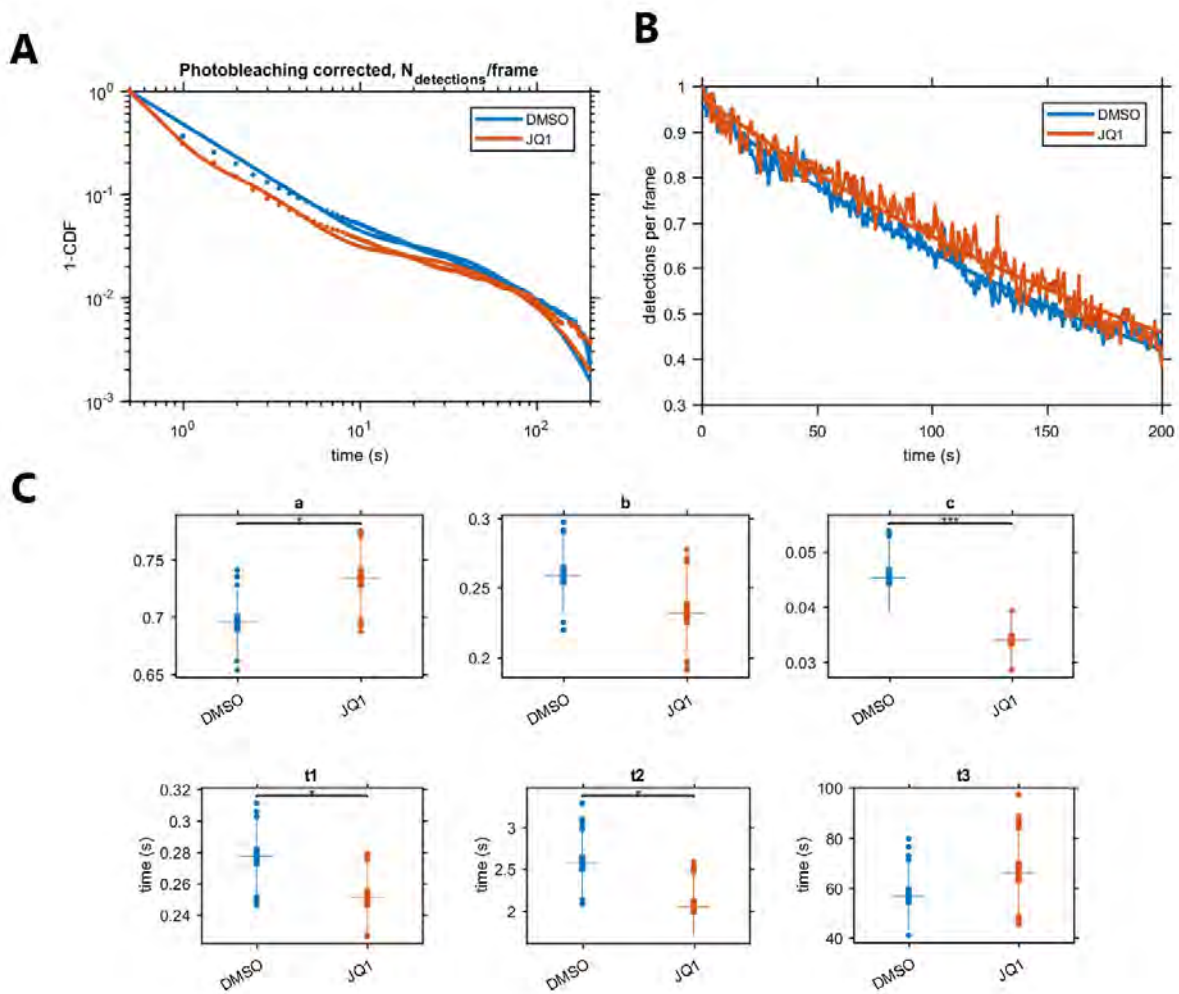 A
Photobleaching corrected, N_detections/frame
10^0
10^-1
10^-2
10^-3
1-CDF
DMSO
JQ1
10^0
10^1
10^2
time (s)
B
1
0.9
0.8
0.7
0.6
0.5
0.4
0.3
detections per frame
DMSO
JQ1
0
50
100
150
200
time (s)
C
a
*
0.75
0.7
0.65
DMSO
JQ1
b
0.3
0.25
0.2
DMSO
JQ1
c
***
0.05
0.04
0.03
DMSO
JQ1
t1
*
0.32
0.3
0.28
0.26
0.24
time (s)
DMSO
JQ1
t2
*
3
2.5
2
time (s)
DMSO
JQ1
t3
100
80
60
40
time (s)
DMSO
JQ1